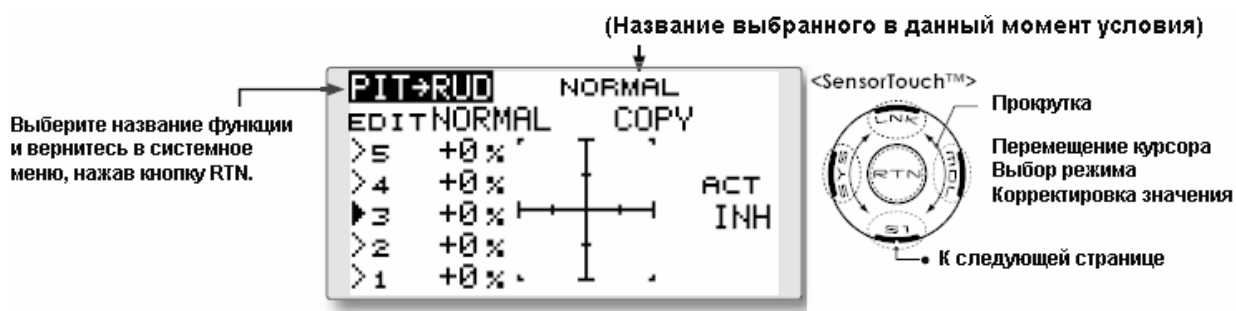 (Название выбранного в данный момент условия)
Выберите название функции
и вернитесь в системное
меню, нажав кнопку RTN.
PIT→RUD NORMAL
EDIT NORMAL COPY
>5 +0%
>4 +0%
▶3 +0%
>2 +0%
>1 +0%
ACT
INH
<SensorTouch™>
LNK
SYS
RTN
MDL
S1
Прокрутка
Перемещение курсора
Выбор режима
Корректировка значения
К следующей странице